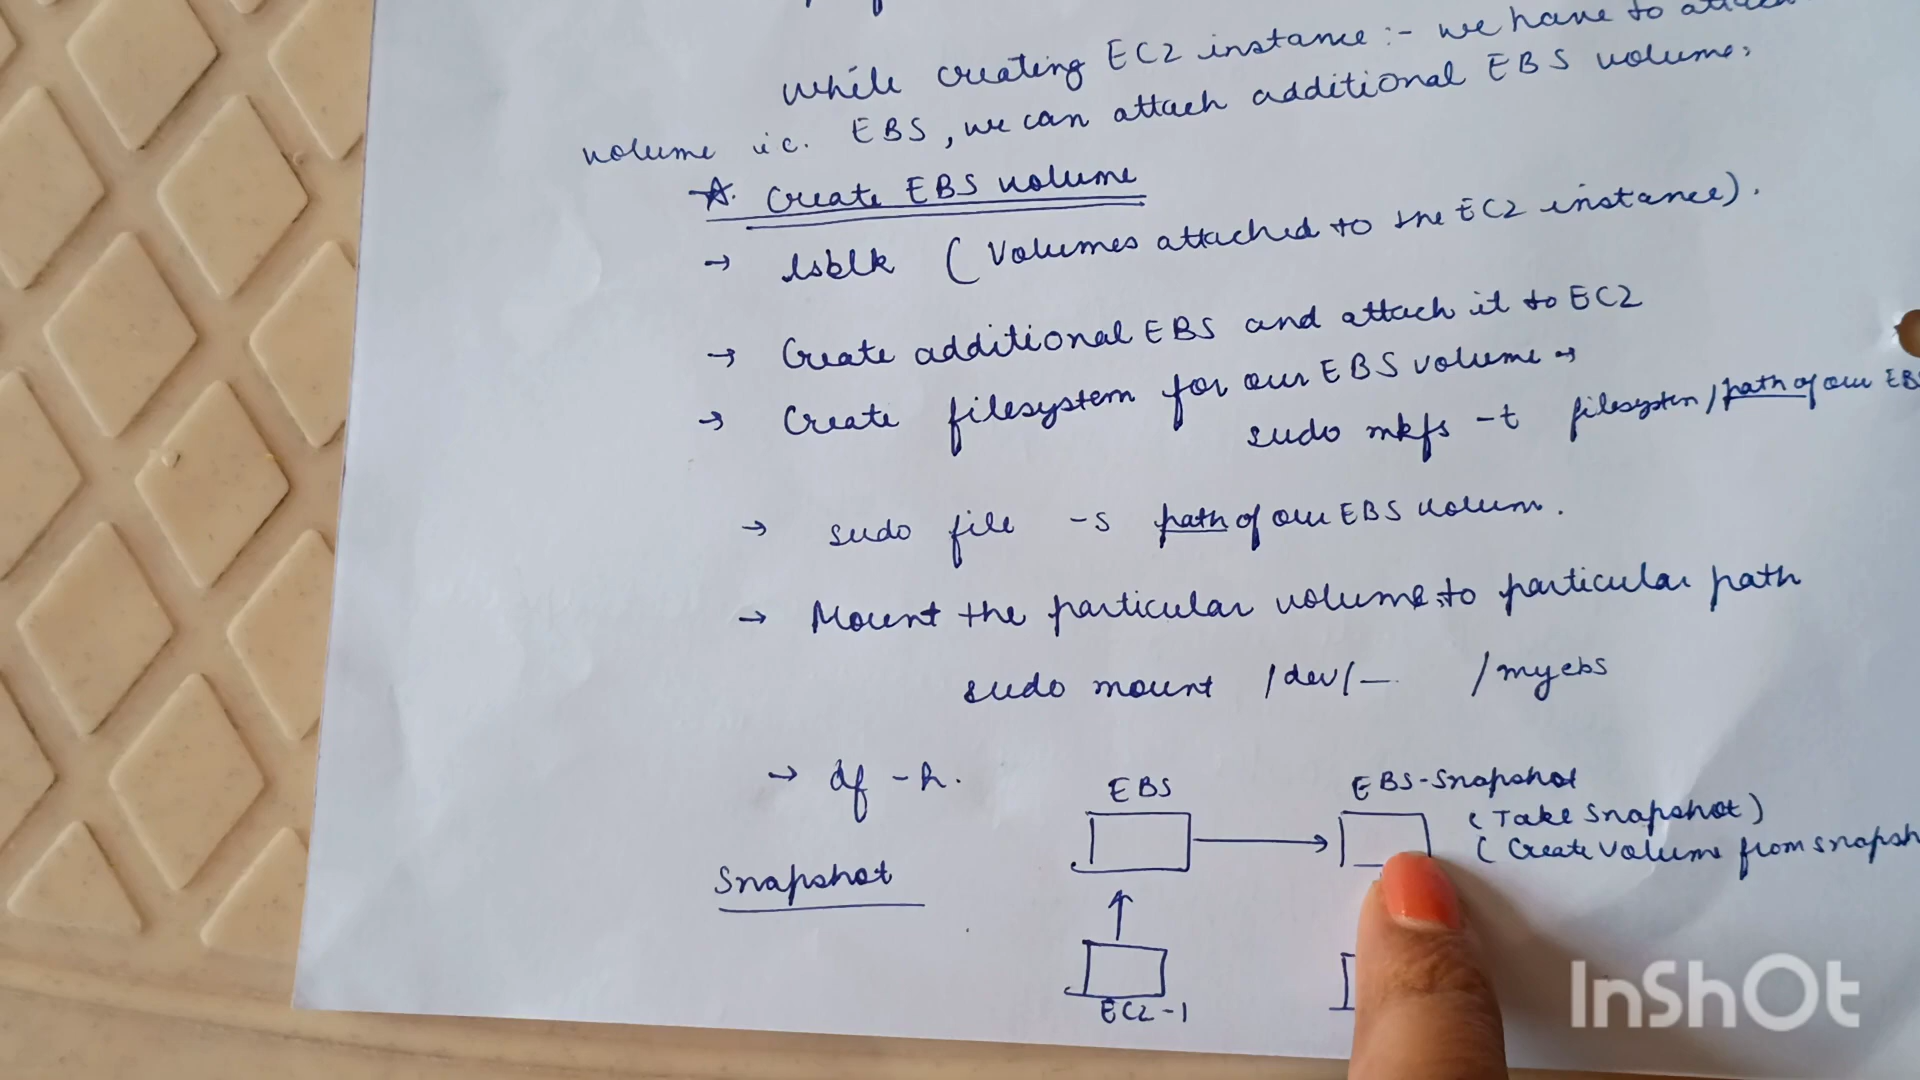 while creating EC2 instance :- we have to attach
volume ie. EBS, we can attach additional EBS volume.
A. Create EBS volume
→ lsblk (Volumes attached to the EC2 instance).
→ Create additional EBS and attach it to EC2
→ Create filesystem for our EBS volume →
sudo mkfs -t filesystem /path of our EBS
→ sudo file -s path of our EBS volum.
→ Mount the particular volume to particular path
sudo mount /dev/_. /myebs
→ df -h.
EBS
EBS-Snapshot
(Take Snapshot)
(Create Volume from snapsh
Snapshot
EC2-1
InShOt